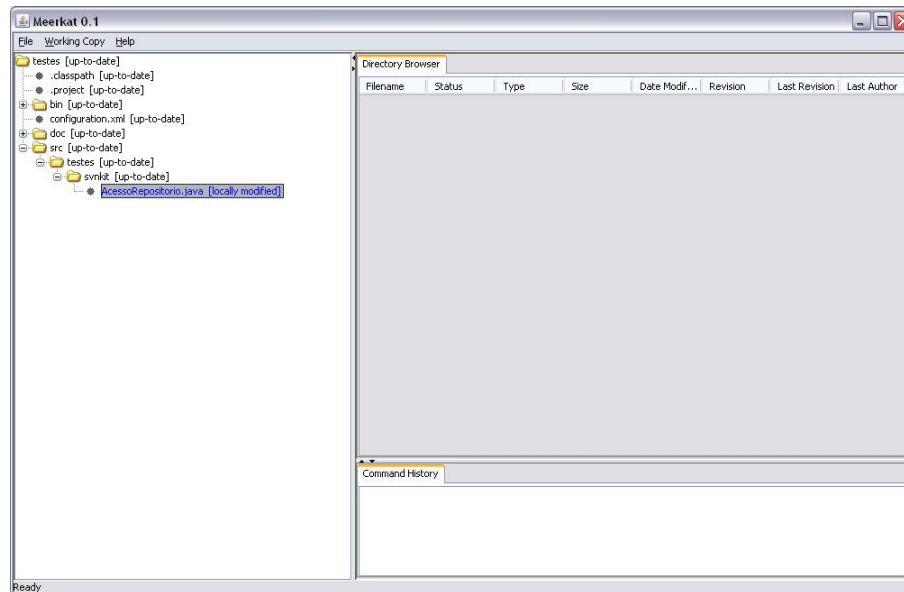 Meerkat 0.1
File Working Copy Help
testes [up-to-date]
.classpath [up-to-date]
.project [up-to-date]
bin [up-to-date]
configuration.xml [up-to-date]
doc [up-to-date]
src [up-to-date]
testes [up-to-date]
svnkit [up-to-date]
AcessoRepositorio.java [locally modified]
Directory Browser
Filename Status Type Size Date Modif... Revision Last Revision Last Author
Command History
Ready